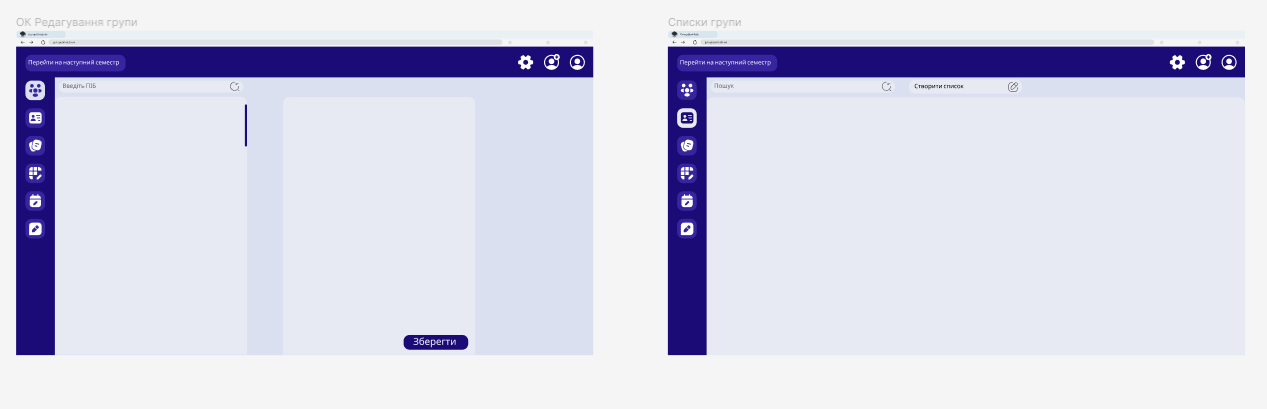 ОК Редагування групи
Перейти на наступний семестр
Введіть ПІБ
Зберегти
Списки групи
Перейти на наступний семестр
Пошук
Створити список